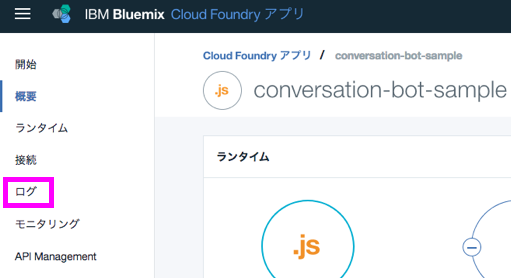 IBM Bluemix Cloud Foundry アプリ
開始
概要
ランタイム
接続
ログ
モニタリング
API Management
Cloud Foundry アプリ / conversation-bot-sample
.js conversation-bot-sample
ランタイム
.js